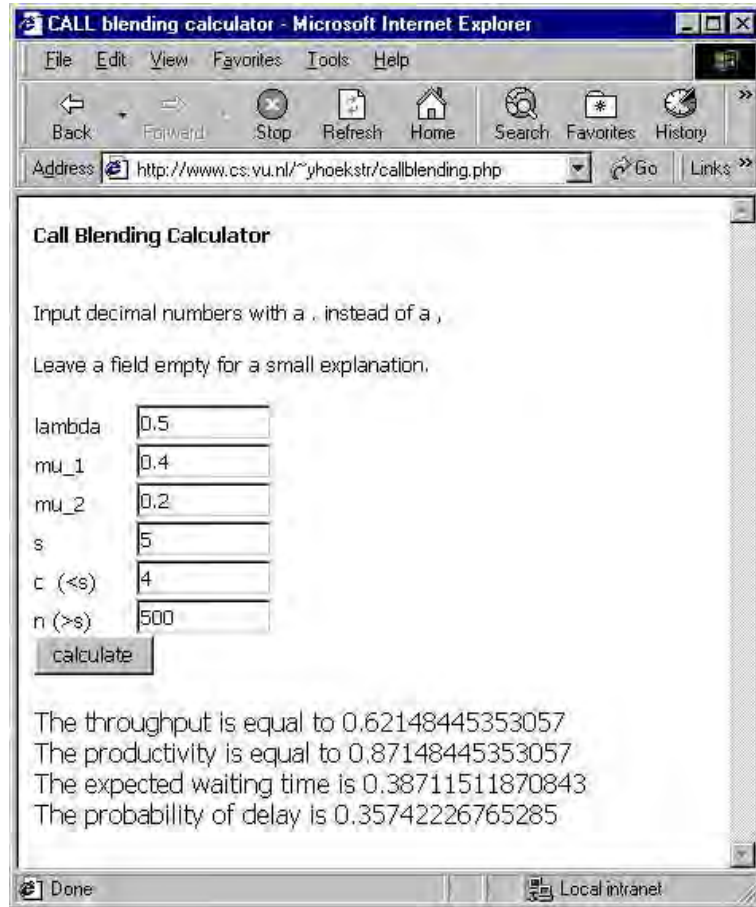 CALL blending calculator - Microsoft Internet Explorer
File Edit View Favorites Tools Help
Back Forward Stop Refresh Home Search Favorites History »
Address http://www.cs.vu.nl/~yhoekstr/callblending.php Go Links »
Call Blending Calculator
Input decimal numbers with a . instead of a ,
Leave a field empty for a small explanation.
lambda 0.5
mu_1 0.4
mu_2 0.2
s 5
c (<s) 4
n (>s) 500
calculate
The throughput is equal to 0.62148445353057
The productivity is equal to 0.87148445353057
The expected waiting time is 0.38711511870843
The probability of delay is 0.35742226765285
Done Local intranet